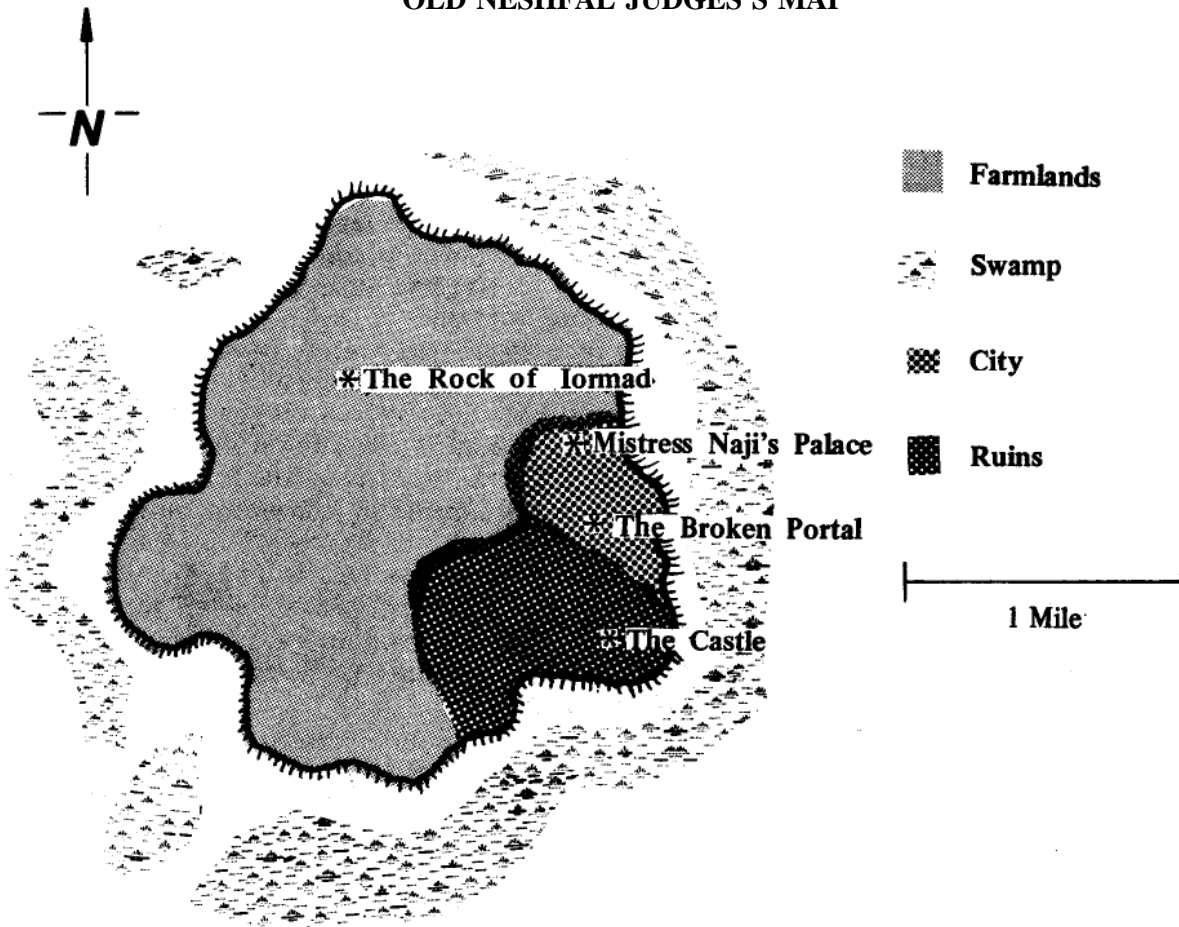 OLD NESHFAL JUDGES'S MAP
N
Farmlands
Swamp
The Rock of Iormad
City
Mistress Naji's Palace
Ruins
The Broken Portal
1 Mile
The Castle